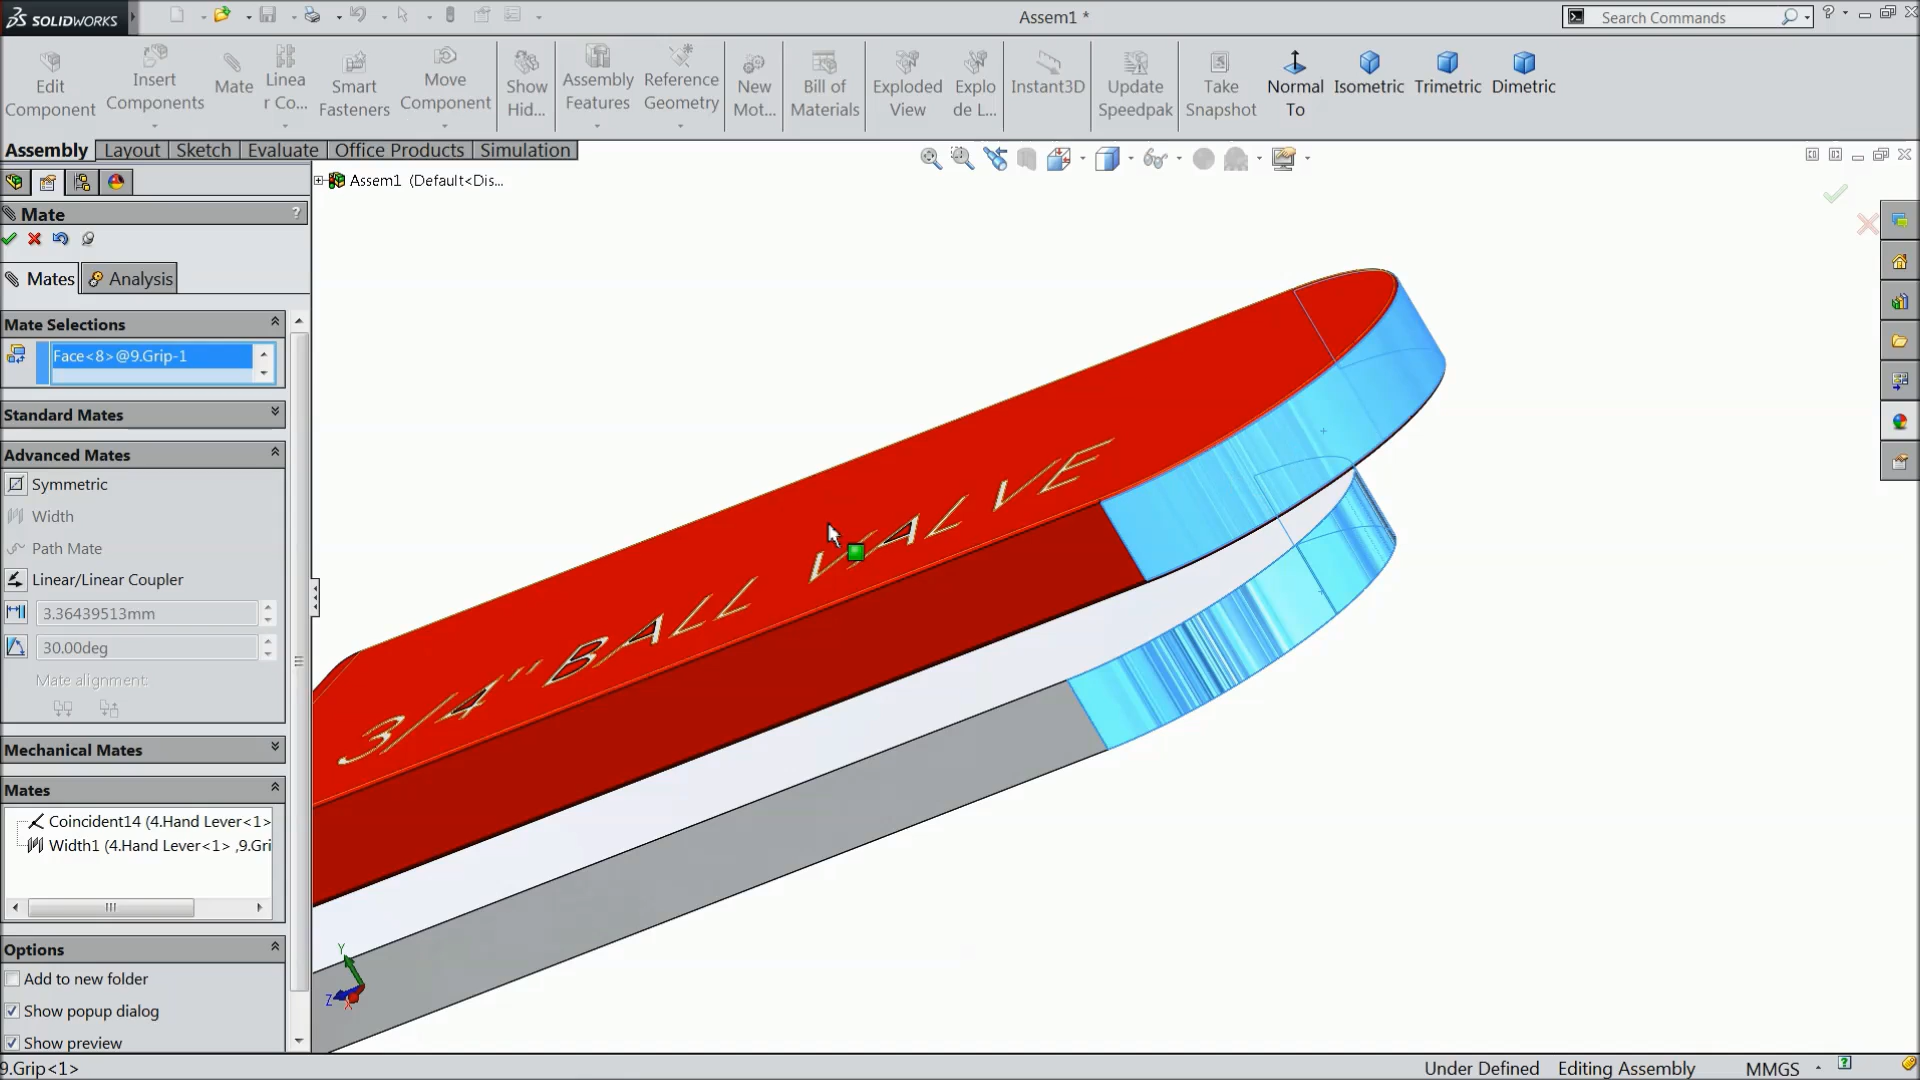 SOLIDWORKS
Assem1 *
Search Commands
Edit Component
Insert Components
Mate
Linea r Co...
Smart Fasteners
Move Component
Show Hid...
Assembly Features
Reference Geometry
New Mot...
Bill of Materials
Exploded View
Explo de L...
Instant3D
Update Speedpak
Take Snapshot
Normal To
Isometric
Trimetric
Dimetric
Assembly
Layout
Sketch
Evaluate
Office Products
Simulation
Assem1 (Default<Dis...
Mate
?
Mates
Analysis
Mate Selections
Face<8>@9.Grip-1
Standard Mates
Advanced Mates
Symmetric
Width
Path Mate
Linear/Linear Coupler
3.36439513mm
30.00deg
Mate alignment:
Mechanical Mates
Mates
Coincident14 (4.Hand Lever<1>
Width1 (4.Hand Lever<1> ,9.Gri
Options
Add to new folder
Show popup dialog
Show preview
3/4" BALL VALVE
Y
Z
X
9.Grip<1>
Under Defined
Editing Assembly
MMGS